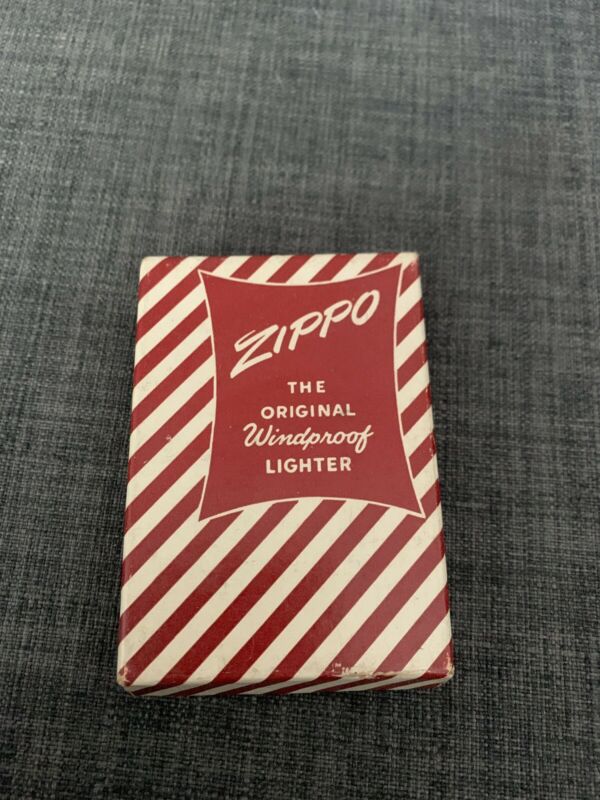 ZIPPO
THE
ORIGINAL
Windproof
LIGHTER